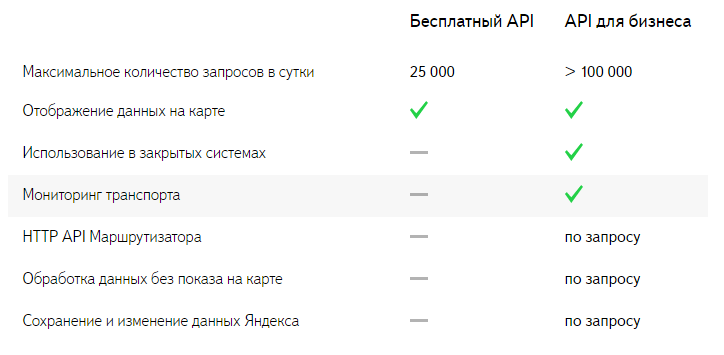 Бесплатный API API для бизнеса
Максимальное количество запросов в сутки 25 000 > 100 000
Отображение данных на карте
Использование в закрытых системах —
Мониторинг транспорта —
HTTP API Маршрутизатора — по запросу
Обработка данных без показа на карте — по запросу
Сохранение и изменение данных Яндекса — по запросу